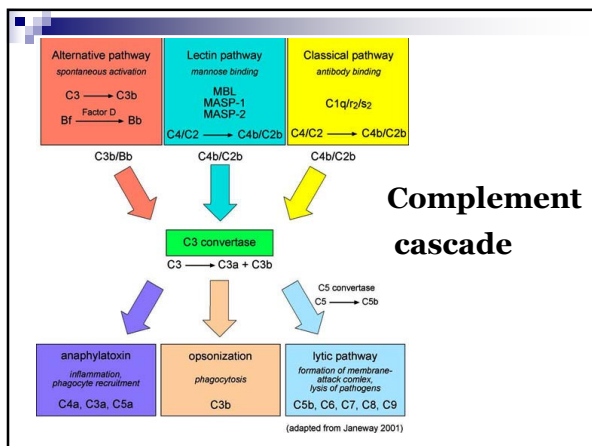 Alternative pathway
spontaneous activation
C3 → C3b
Factor D
Bf → Bb
Lectin pathway
mannose binding
MBL
MASP-1
MASP-2
C4/C2 → C4b/C2b
Classical pathway
antibody binding
C1q/r2/s2
C4/C2 → C4b/C2b
C3b/Bb
C4b/C2b
C4b/C2b
Complement
cascade
C3 convertase
C3 → C3a + C3b
C5 convertase
C5 → C5b
anaphylatoxin
inflammation,
phagocyte recruitment
C4a, C3a, C5a
opsonization
phagocytosis
C3b
lytic pathway
formation of membrane-
attack comlex,
lysis of pathogens
C5b, C6, C7, C8, C9
(adapted from Janeway 2001)